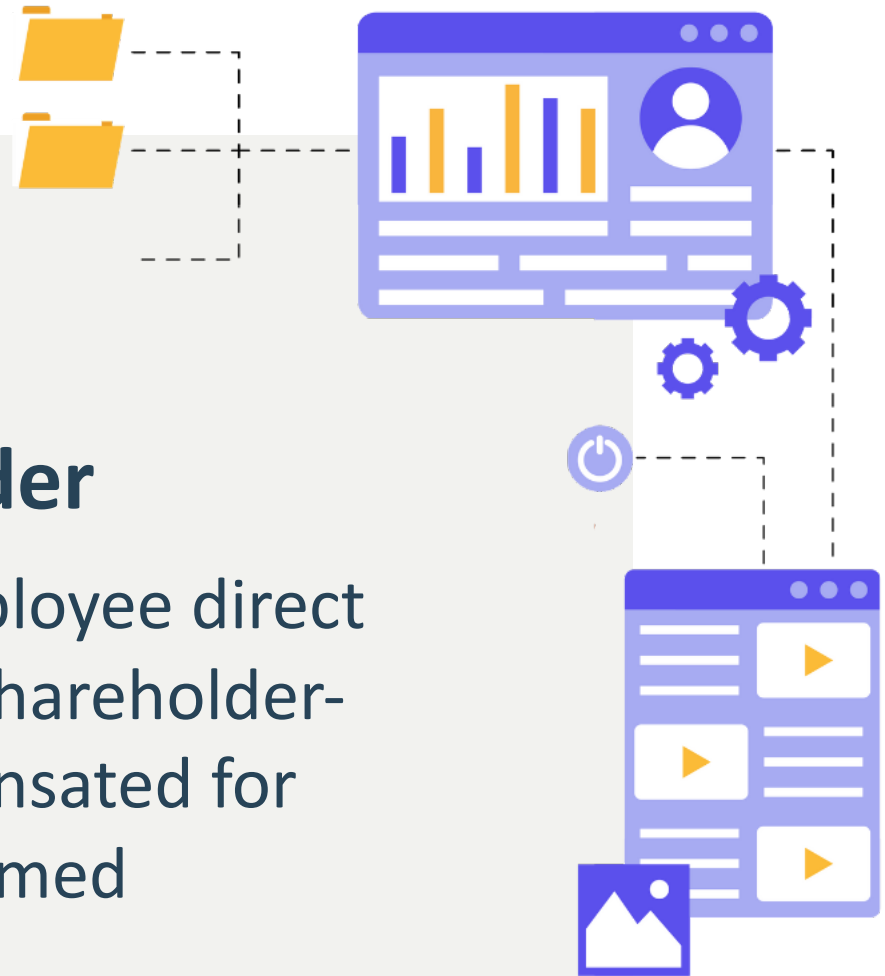 der
ployee direct
hareholder-
nsated for
med